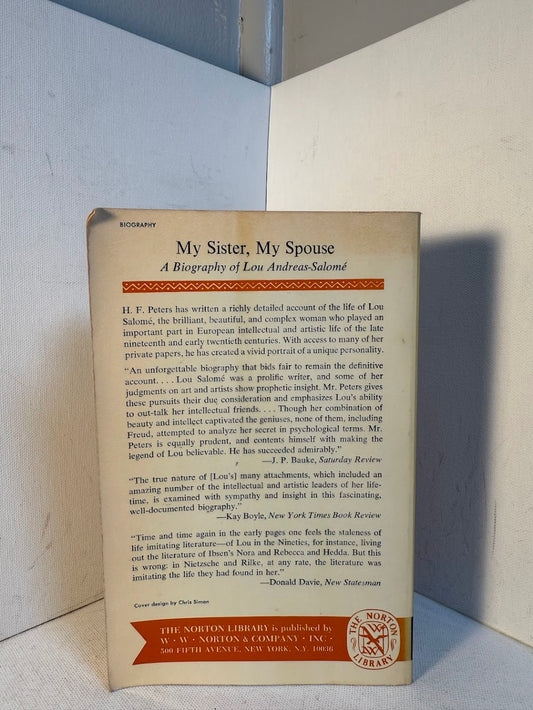 BIOGRAPHY
My Sister, My Spouse
A Biography of Lou Andreas-Salomé
H. F. Peters has written a richly detailed account of the life of Lou
Salomé, the brilliant, beautiful, and complex woman who played an
important part in European intellectual and artistic life of the late
nineteenth and early twentieth centuries. With access to many of her
private papers, he has created a vivid portrait of a unique personality.
"An unforgettable biography that bids fair to remain the definitive
account. . . . Lou Salomé was a prolific writer, and some of her
judgments on art and artists show prophetic insight. Mr. Peters gives
these pursuits their due consideration and emphasizes Lou's ability
to out-talk her intellectual friends. . . . Though her combination of
beauty and intellect captivated the geniuses, none of them, including
Freud, attempted to analyze her secret in psychological terms. Mr.
Peters is equally prudent, and contents himself with making the
legend of Lou believable. He has succeeded admirably."
—J. P. Bauke, Saturday Review
"The true nature of [Lou's] many attachments, which included an
amazing number of the intellectual and artistic leaders of her life-
time, is examined with sympathy and insight in this fascinating,
well-documented biography."
—Kay Boyle, New York Times Book Review
"Time and time again in the early pages one feels the staleness of
life imitating literature—of Lou in the Nineties, for instance, living
out the literature of Ibsen's Nora and Rebecca and Hedda. But this
is wrong: in Nietzsche and Rilke, at any rate, the literature was
imitating the life they had found in her."
—Donald Davie, New Statesman
Cover design by Chris Simon
THE NORTON LIBRARY is published by
W · W · NORTON & COMPANY · INC ·
500 FIFTH AVENUE, NEW YORK, N.Y. 10036
THE NORTON LIBRARY